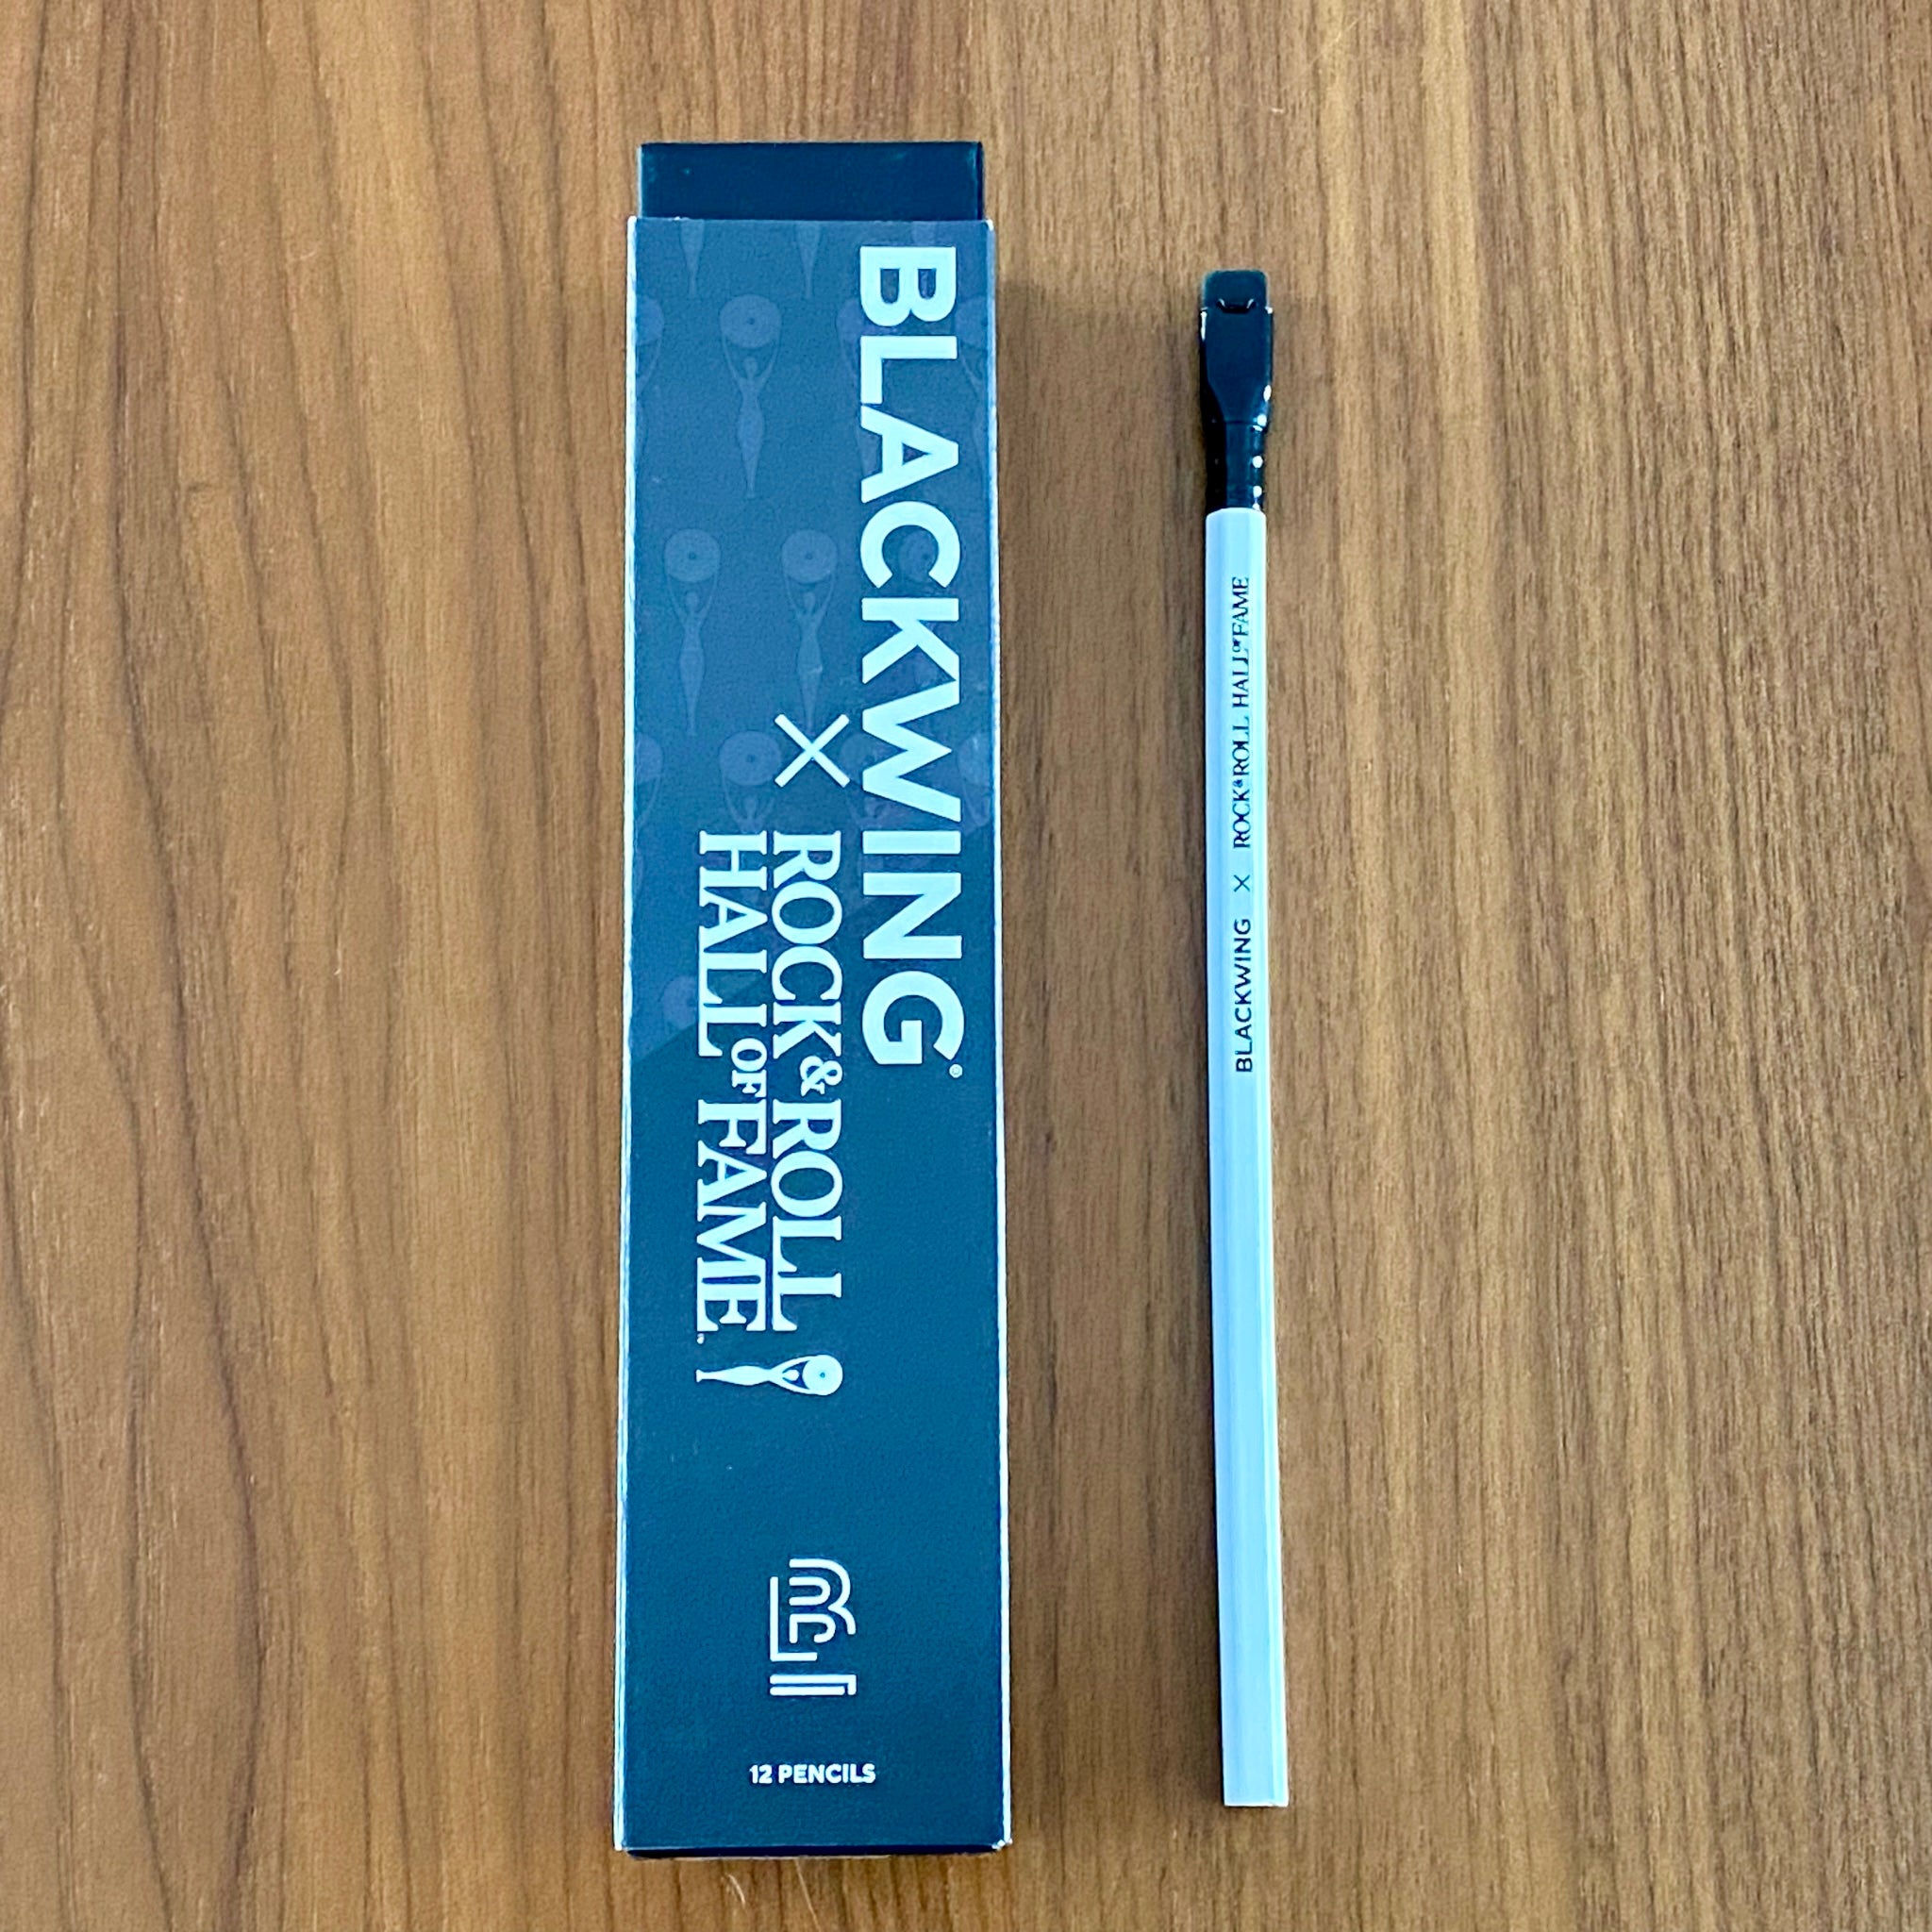 BLACKWING®
× ROCK & ROLL
HALL OF FAME
12 PENCILS
BLACKWING × ROCK & ROLL HALL OF FAME